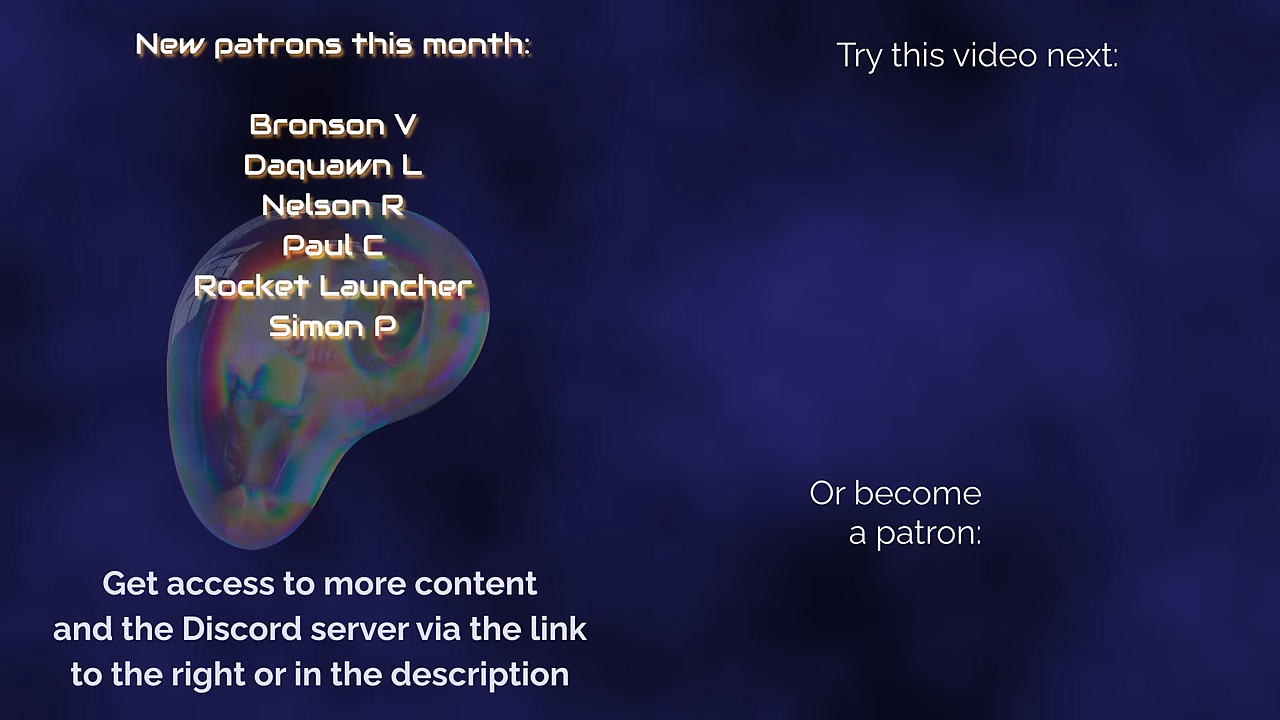 New patrons this month:
Bronson V
Daquawn L
Nelson R
Paul C
Rocket Launcher
Simon P
Get access to more content
and the Discord server via the link
to the right or in the description
Try this video next:
Or become
a patron: